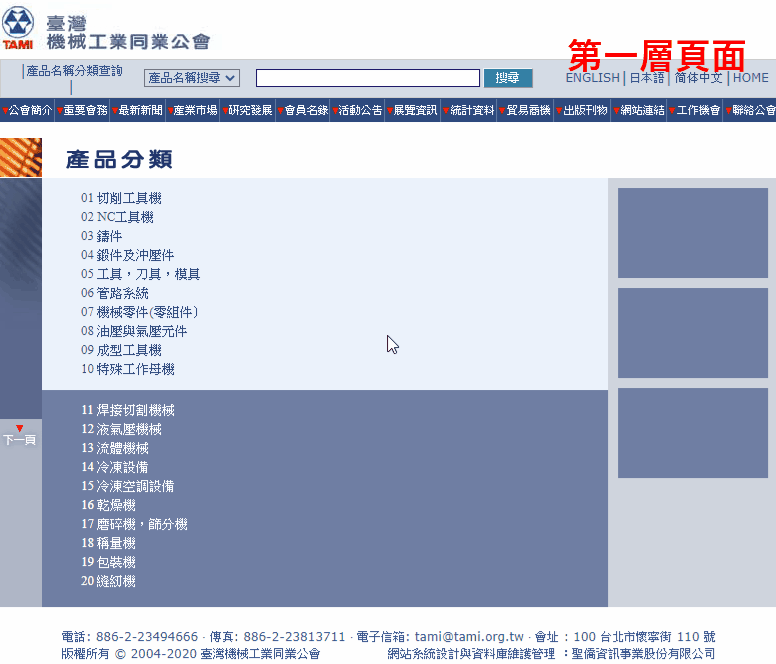 TAMI
臺灣
機械工業同業公會
第一層頁面
產品名稱分類查詢
產品名稱搜尋
搜尋
ENGLISH 日本語 简体中文 HOME
公會簡介 重要會務 最新新聞 產業市場 研究發展 會員名錄 活動公告 展覽資訊 統計資料 貿易商機 出版刊物 網站連結 工作機會 聯絡公會
產品分類
01 切削工具機
02 NC工具機
03 鑄件
04 鍛件及沖壓件
05 工具，刀具，模具
06 管路系統
07 機械零件(零組件)
08 油壓與氣壓元件
09 成型工具機
10 特殊工作母機
11 焊接切割機械
12 液氣壓機械
13 流體機械
14 冷凍設備
15 冷凍空調設備
16 乾燥機
17 磨碎機，篩分機
18 稱量機
19 包裝機
20 縫紉機
下一頁
電話: 886-2-23494666 · 傳真: 886-2-23813711 · 電子信箱: tami@tami.org.tw · 會址：100 台北市懷寧街 110 號
版權所有 © 2004-2020 臺灣機械工業同業公會 網站系統設計與資料庫維護管理 ：聖僑資訊事業股份有限公司